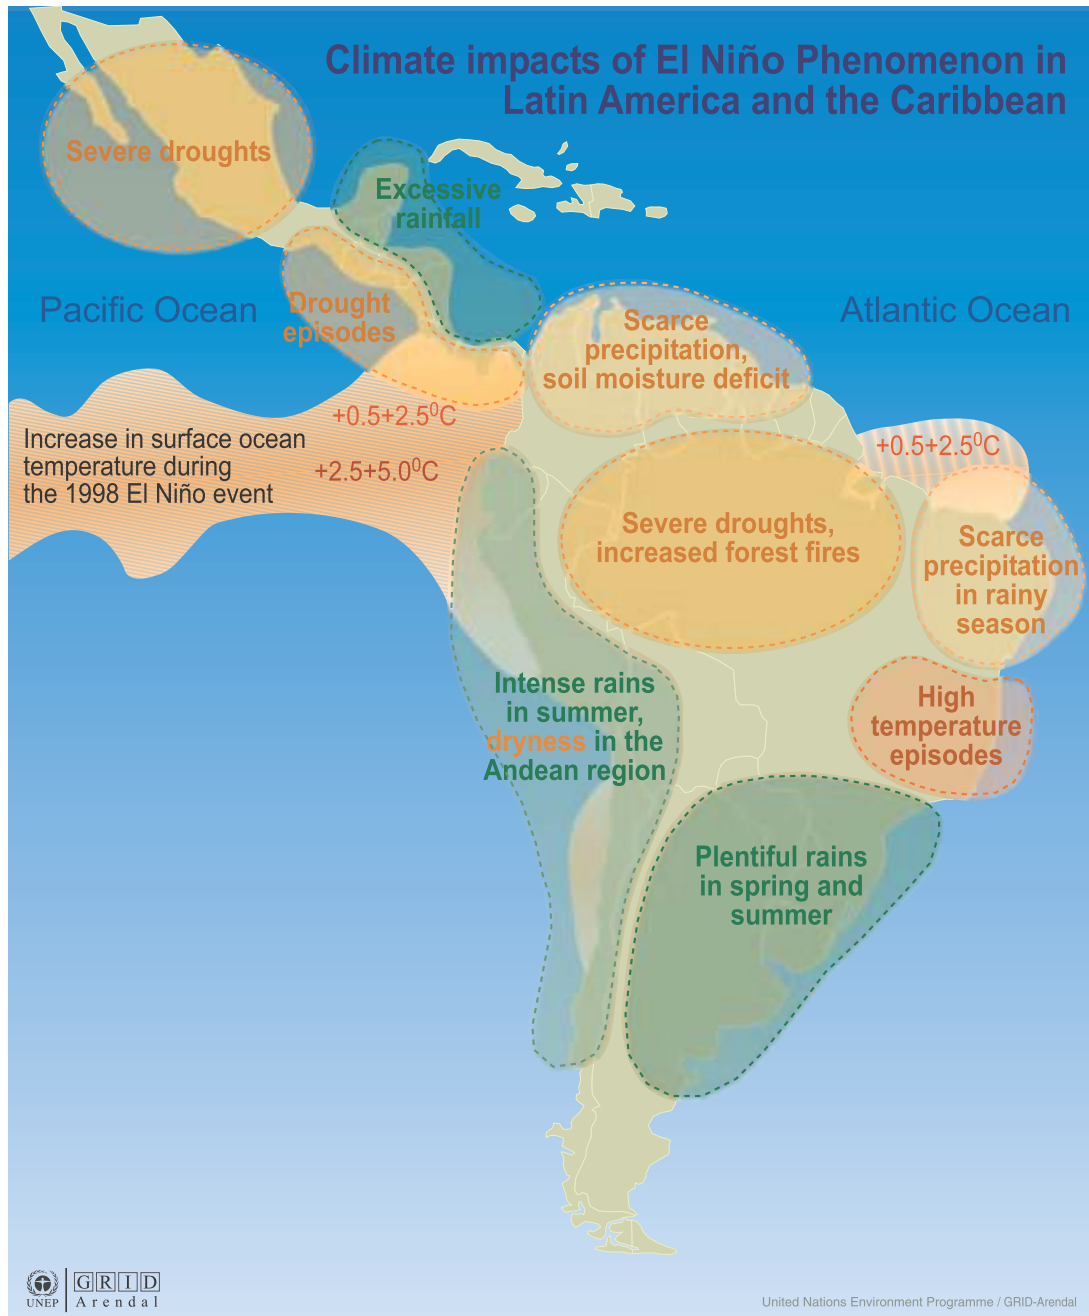 Climate impacts of El Niño Phenomenon in
Latin America and the Caribbean
Severe droughts
Excessive
rainfall
Pacific Ocean
Drought
episodes
Atlantic Ocean
Scarce
precipitation,
soil moisture deficit
+0.5+2.5⁰C
Increase in surface ocean
temperature during
the 1998 El Niño event
+2.5+5.0⁰C
+0.5+2.5⁰C
Severe droughts,
increased forest fires
Scarce
precipitation
in rainy
season
Intense rains
in summer,
dryness in the
Andean region
High
temperature
episodes
Plentiful rains
in spring and
summer
UNEP
GRID
Arendal
United Nations Environment Programme / GRID-Arendal